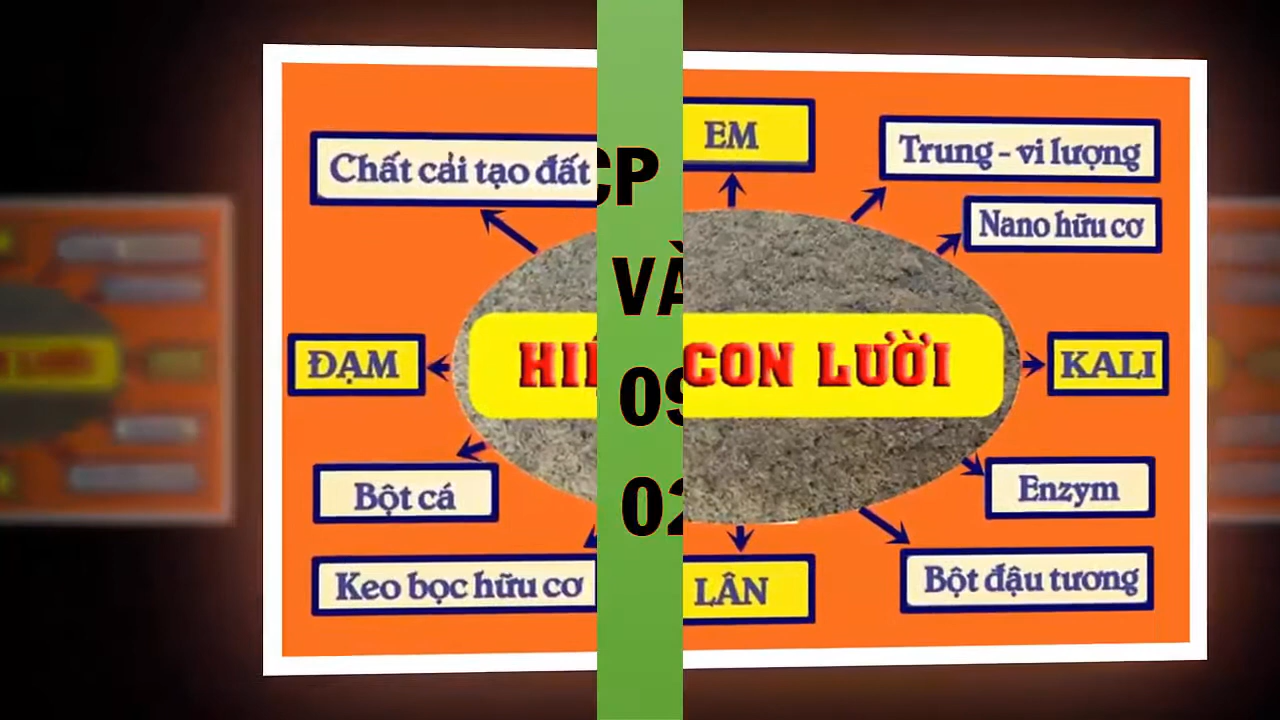 EM
Trung - vi lượng
Chất cải tạo đất
CP
Nano hữu cơ
VÀ
ĐẠM
CON LƯỜI
KALI
09
Bột cá
Enzym
02
Keo bọc hữu cơ
LÂN
Bột đậu tương